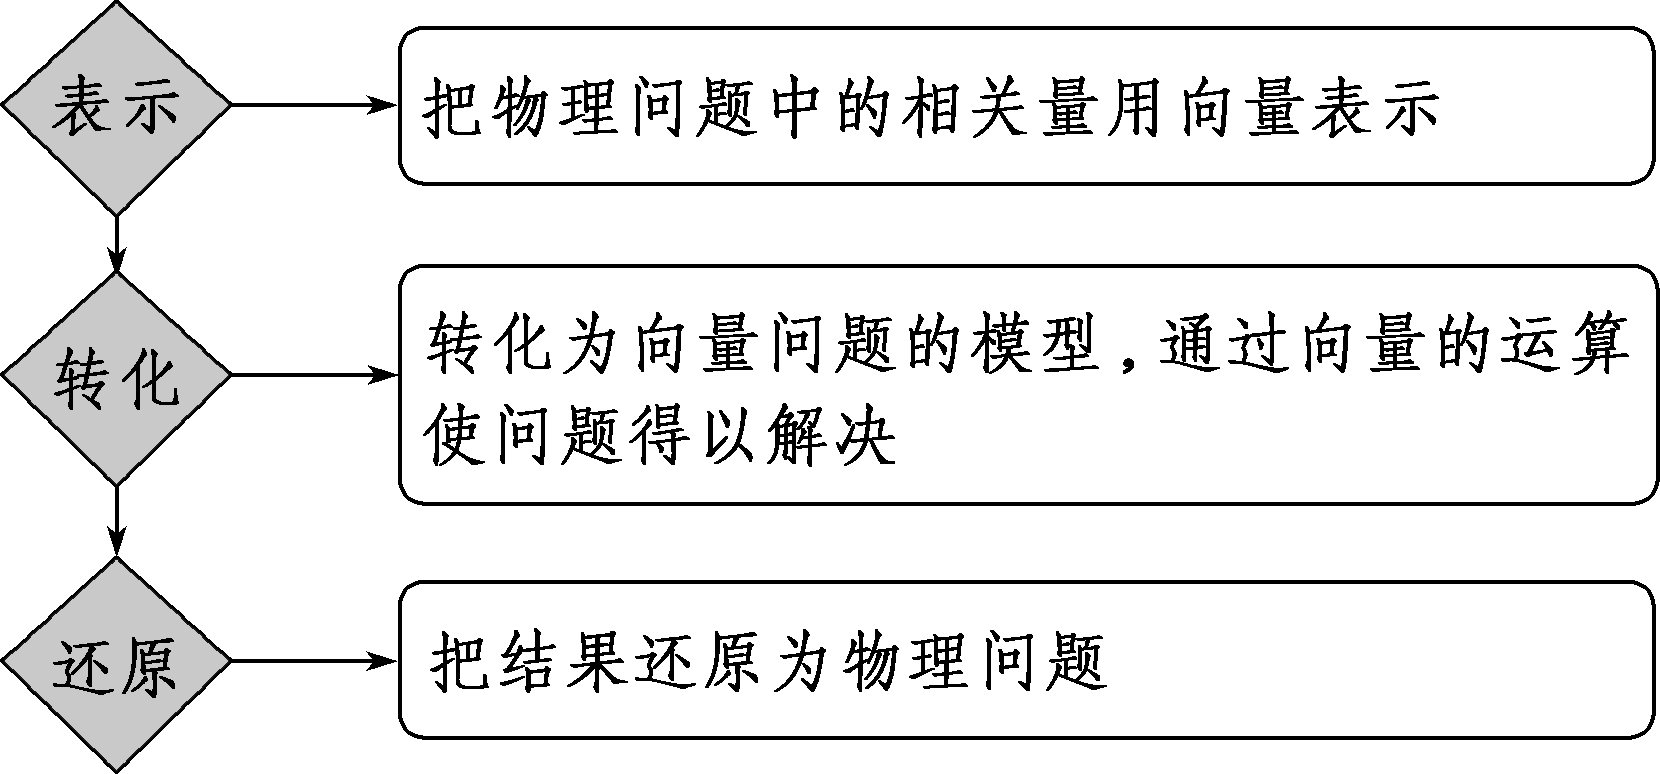 表示
把物理问题中的相关量用向量表示
转化
转化为向量问题的模型,通过向量的运算
使问题得以解决
还原
把结果还原为物理问题